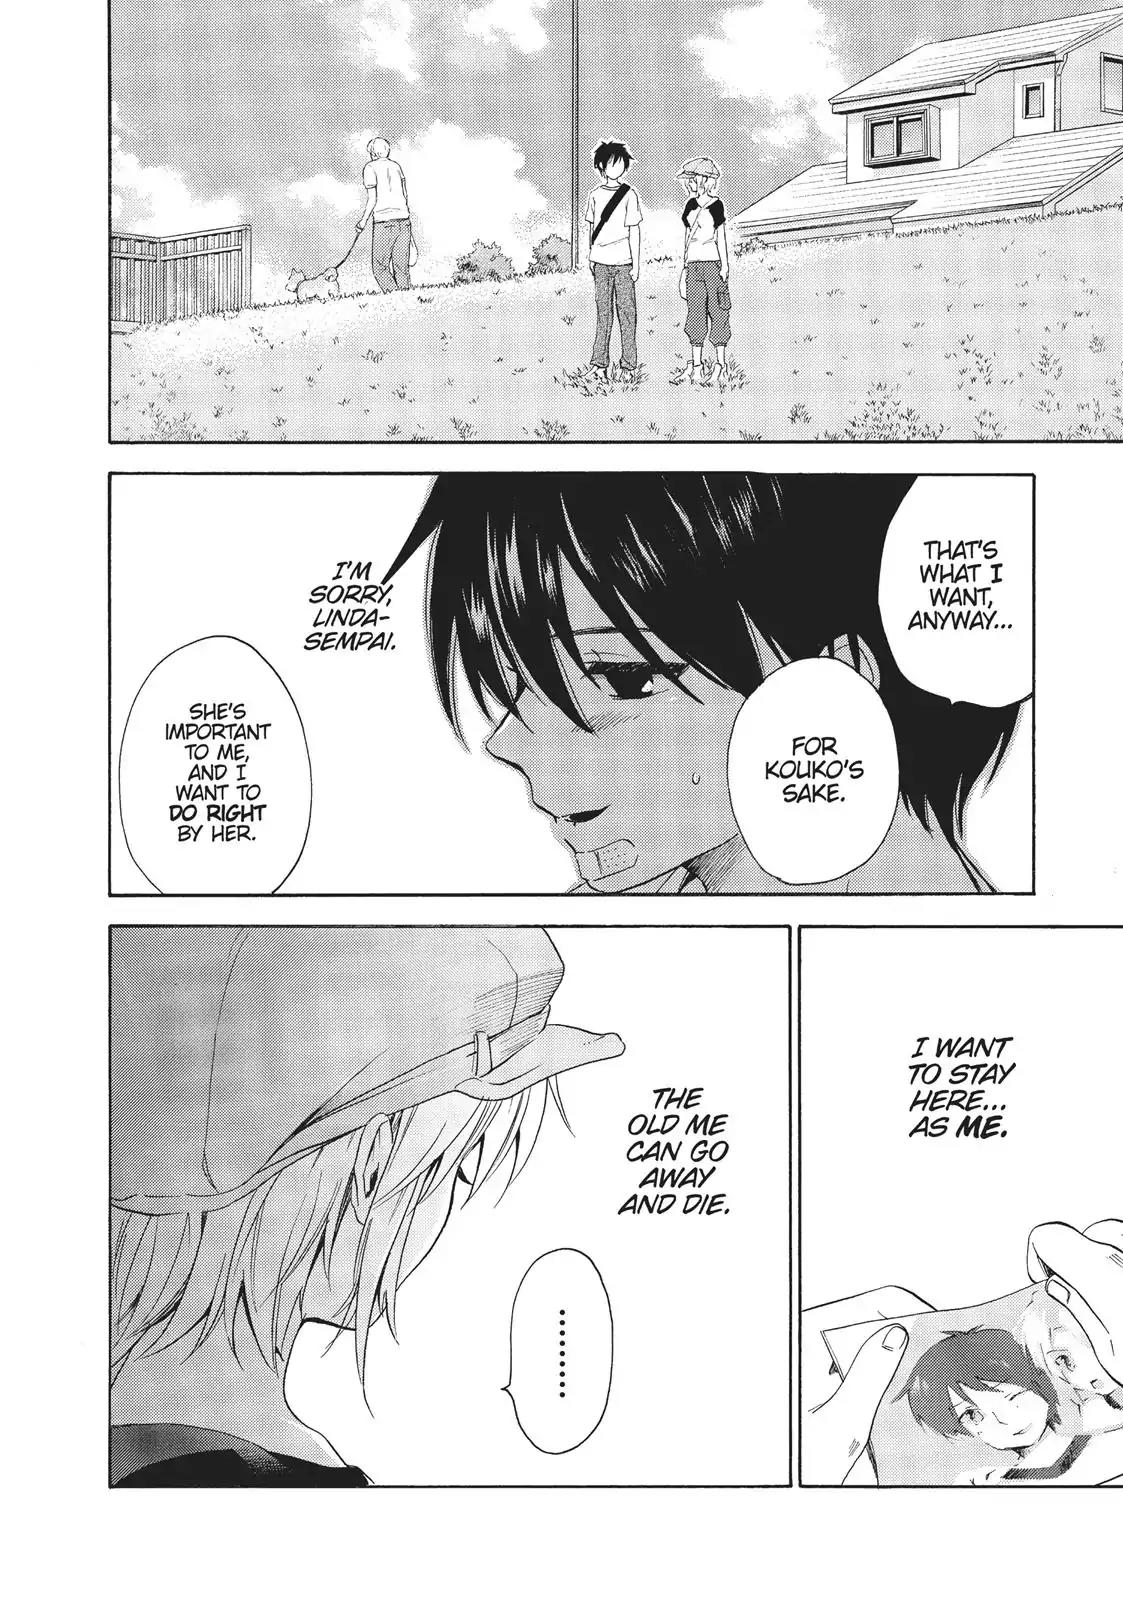 THAT'S
WHAT I
WANT,
ANYWAY...
FOR
KOUKO'S
SAKE.
I'M
SORRY,
LINDA-
SEMPAI.
SHE'S
IMPORTANT
TO ME,
AND I
WANT TO
DO RIGHT
BY HER.
I WANT
TO STAY
HERE...
AS ME.
THE
OLD ME
CAN GO
AWAY
AND DIE.
.........